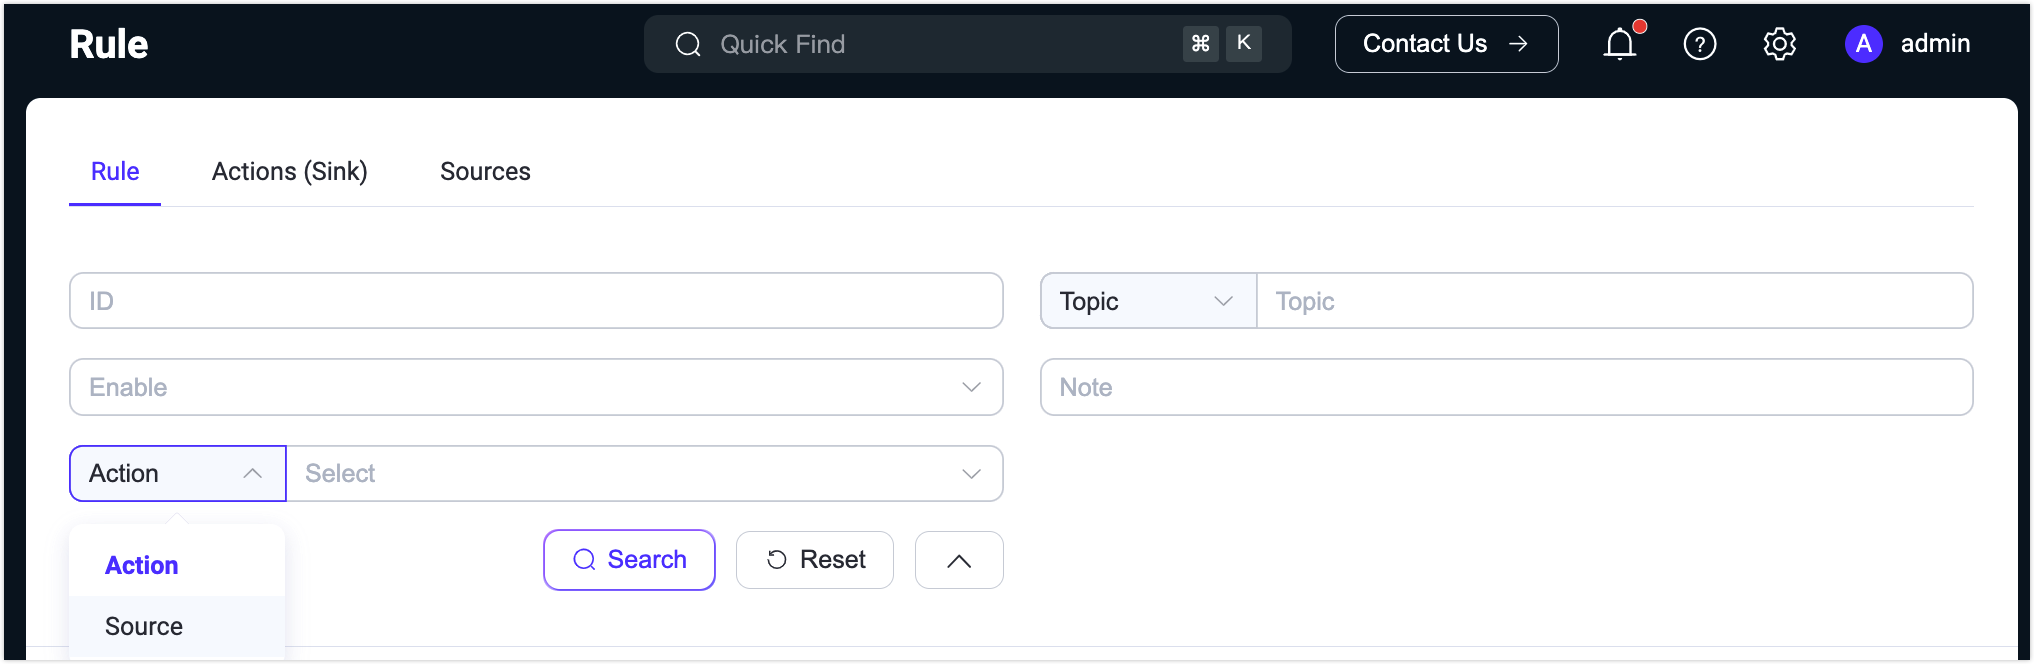 Rule
Quick Find ⌘ K
Contact Us →
? A admin
Rule Actions (Sink) Sources
ID
Topic Topic
Enable
Note
Action Select
Action
Source
Search Reset